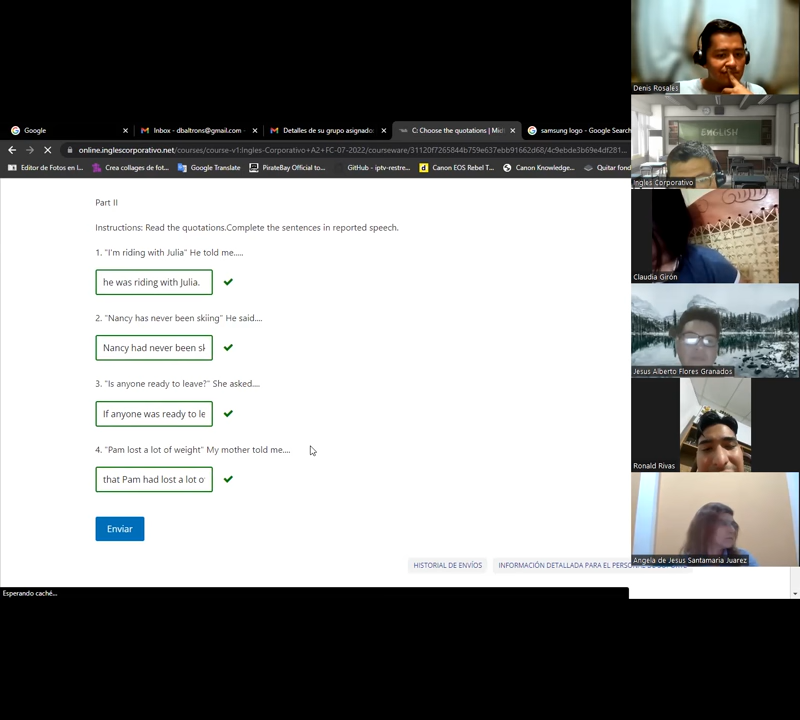 Google
Inbox - dbaltrons@gmail.com -
Detalles de su grupo asignado
C: Choose the quotations | Mid
samsung logo - Google Search
online.inglescorporativo.net/courses/course-v1:Ingles-Corporativo+A2+FC-07-2022/courseware/31120f7265844b759e637ebb91662d68/4c9ebde3b69e4df281...
Editor de Fotos en l...
Crea collages de fot...
Google Translate
PirateBay Official to...
GitHub - iptv-restre...
Canon EOS Rebel T...
Canon Knowledge...
Quitar fond
Part II
Instructions: Read the quotations.Complete the sentences in reported speech.
1. "I'm riding with Julia" He told me.....
he was riding with Julia.
2. "Nancy has never been skiing" He said....
Nancy had never been sk
3. "Is anyone ready to leave?" She asked....
If anyone was ready to le
4. "Pam lost a lot of weight" My mother told me....
that Pam had lost a lot o
Enviar
HISTORIAL DE ENVÍOS
INFORMACIÓN DETALLADA PARA EL PERSONAL DE SOPORTE
Esperando caché...
Denis Rosales
ENGLISH
Ingles Corporativo
Claudia Girón
Jesus Alberto Flores Granados
Ronald Rivas
Angela de Jesus Santamaria Juarez